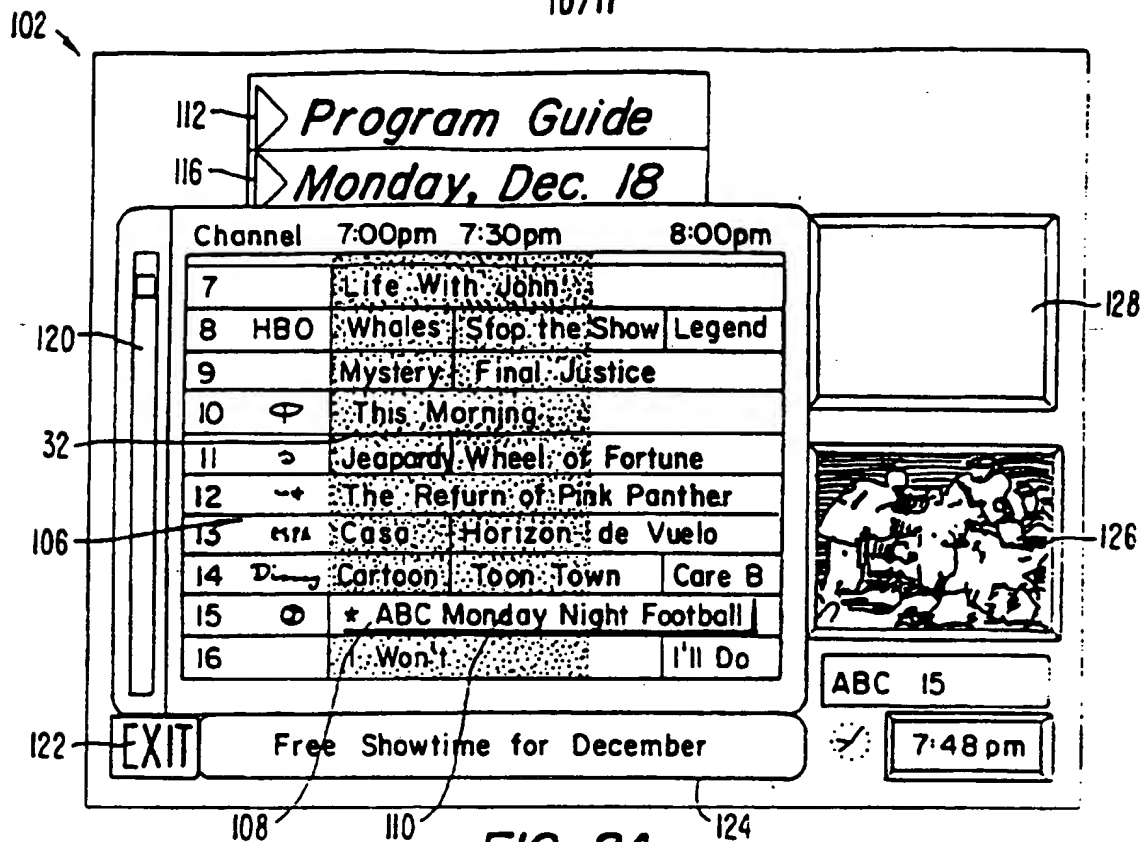 102
112 Program Guide
116 Monday, Dec. 18
Channel 7:00pm 7:30pm 8:00pm
7 Life With John
8 HBO Whales Stop the Show Legend
128
120
9 Mystery Final Justice
10 This Morning
32
11 Jeapardy Wheel of Fortune
12 The Return of Pink Panther
106
13 Casa Horizon de Vuelo
126
14 Cartoon Toon Town Care B
15 * ABC Monday Night Football
16 I Won't I'll Do
ABC 15
122 EXIT Free Showtime for December 7:48 pm
108 110 124